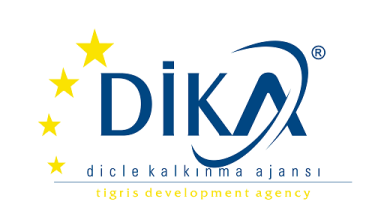 DİKA®
dicle kalkınma ajansı
tigris development agency